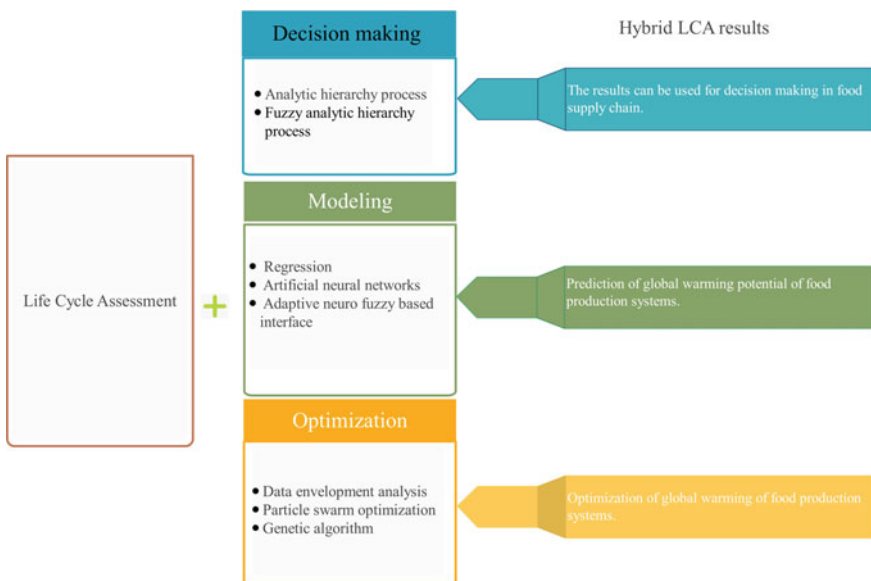 Decision making
Hybrid LCA results
• Analytic hierarchy process
• Fuzzy analytic hierarchy
process
The results can be used for decision making in food
supply chain.
Life Cycle Assessment
+
Modeling
• Regression
• Artificial neural networks
• Adaptive neuro fuzzy based
interface
Prediction of global warming potential of food
production systems.
Optimization
• Data envelopment analysis
• Particle swarm optimization
• Genetic algorithm
Optimization of global warming of food production
systems.